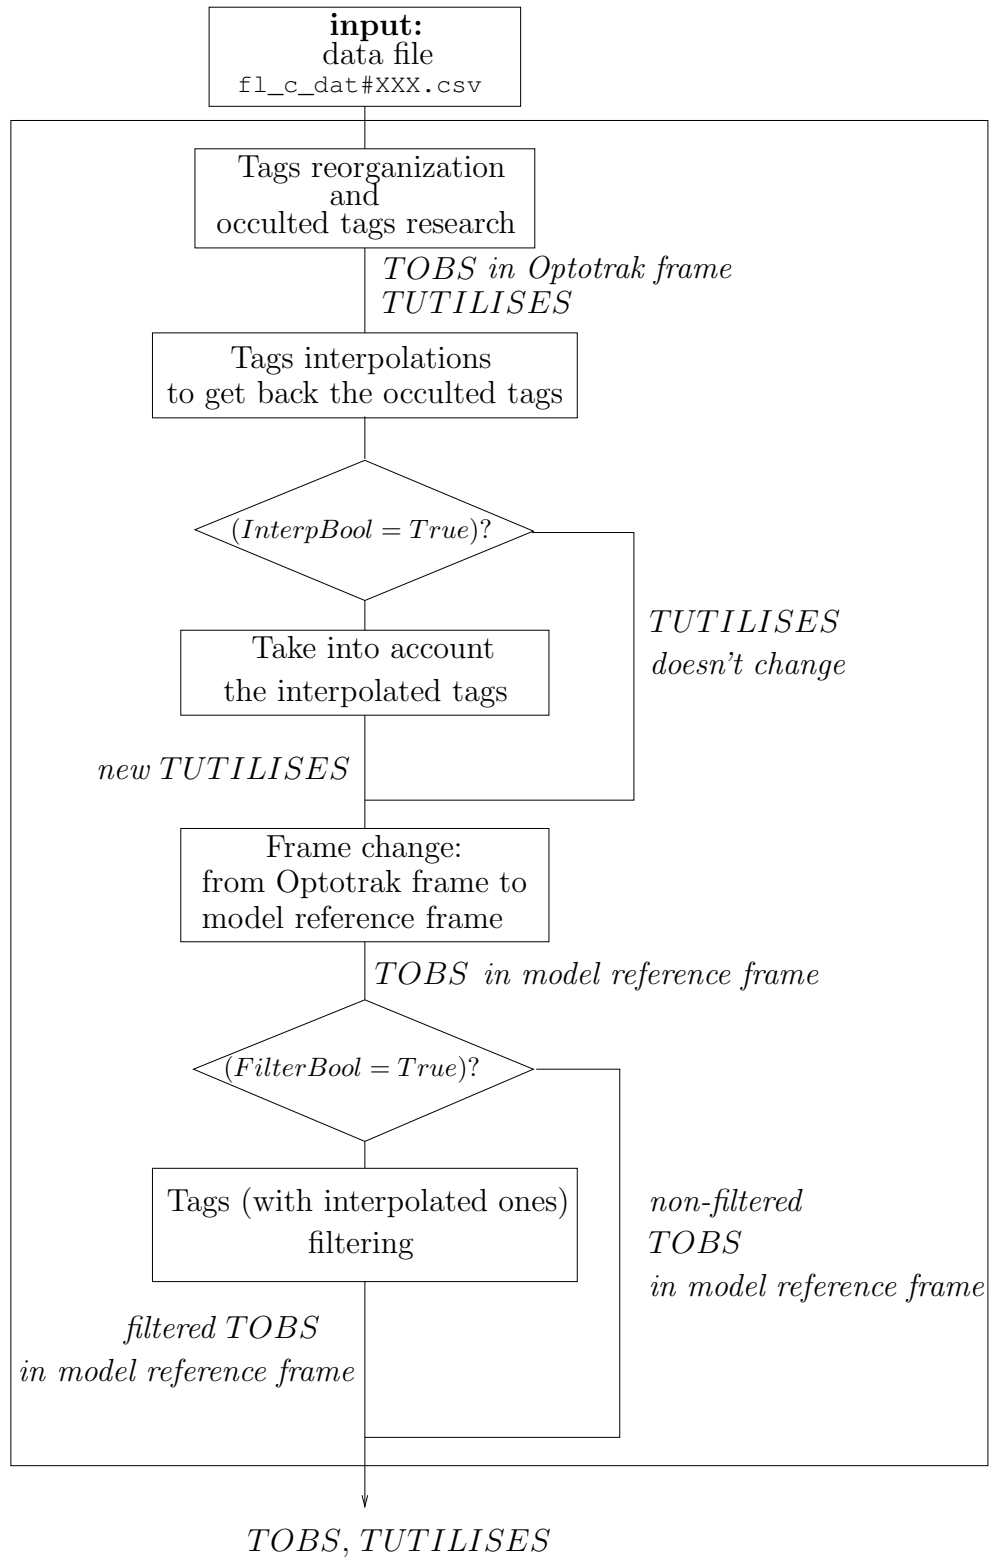 input:
data file
fl_c_dat#XXX.csv
Tags reorganization
and
occulted tags research
TOBS in Optotrak frame
TUTILISES
Tags interpolations
to get back the occulted tags
(InterpBool = True)?
TUTILISES
doesn't change
Take into account
the interpolated tags
new TUTILISES
Frame change:
from Optotrak frame to
model reference frame
TOBS in model reference frame
(FilterBool = True)?
Tags (with interpolated ones)
filtering
non-filtered
TOBS
in model reference frame
filtered TOBS
in model reference frame
TOBS, TUTILISES